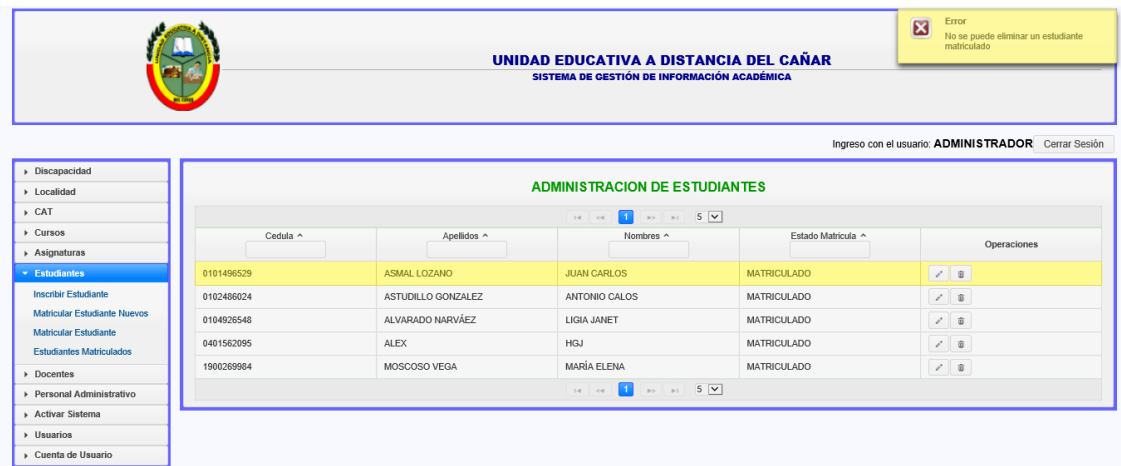 Error
No se puede eliminar un estudiante
matriculado
UNIDAD EDUCATIVA A DISTANCIA DEL CAÑAR
SISTEMA DE GESTIÓN DE INFORMACIÓN ACADÉMICA
Ingreso con el usuario: ADMINISTRADOR Cerrar Sesión
Discapacidad
Localidad
CAT
Cursos
Asignaturas
Estudiantes
Inscribir Estudiante
Matricular Estudiante Nuevos
Matricular Estudiante
Estudiantes Matriculados
Docentes
Personal Administrativo
Activar Sistema
Usuarios
Cuenta de Usuario
ADMINISTRACION DE ESTUDIANTES
1 5
Cedula Apellidos Nombres Estado Matricula Operaciones
0101496529 ASMAL LOZANO JUAN CARLOS MATRICULADO
0102486024 ASTUDILLO GONZALEZ ANTONIO CALOS MATRICULADO
0104926548 ALVARADO NARVÁEZ LIGIA JANET MATRICULADO
0401562095 ALEX HGJ MATRICULADO
1900269984 MOSCOSO VEGA MARÍA ELENA MATRICULADO
1 5